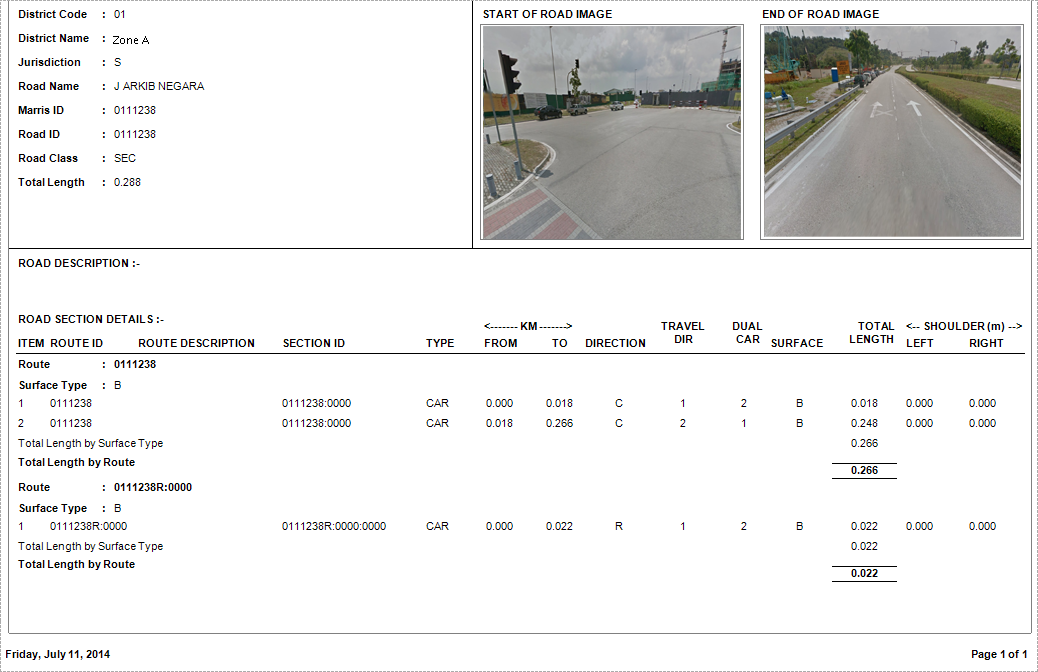 District Code : 01
District Name : Zone A
Jurisdiction : S
Road Name : J ARKIB NEGARA
Marris ID : 0111238
Road ID : 0111238
Road Class : SEC
Total Length : 0.288
START OF ROAD IMAGE END OF ROAD IMAGE
ROAD DESCRIPTION :-
ROAD SECTION DETAILS :-
<------- KM -------> TRAVEL DUAL TOTAL <-- SHOULDER (m) -->
ITEM ROUTE ID ROUTE DESCRIPTION SECTION ID TYPE FROM TO DIRECTION DIR CAR SURFACE LENGTH LEFT RIGHT
Route : 0111238
Surface Type : B
1 0111238 0111238:0000 CAR 0.000 0.018 C 1 2 B 0.018 0.000 0.000
2 0111238 0111238:0000 CAR 0.018 0.266 C 2 1 B 0.248 0.000 0.000
Total Length by Surface Type 0.266
Total Length by Route 0.266
Route : 0111238R:0000
Surface Type : B
1 0111238R:0000 0111238R:0000:0000 CAR 0.000 0.022 R 1 2 B 0.022 0.000 0.000
Total Length by Surface Type 0.022
Total Length by Route 0.022
Friday, July 11, 2014 Page 1 of 1